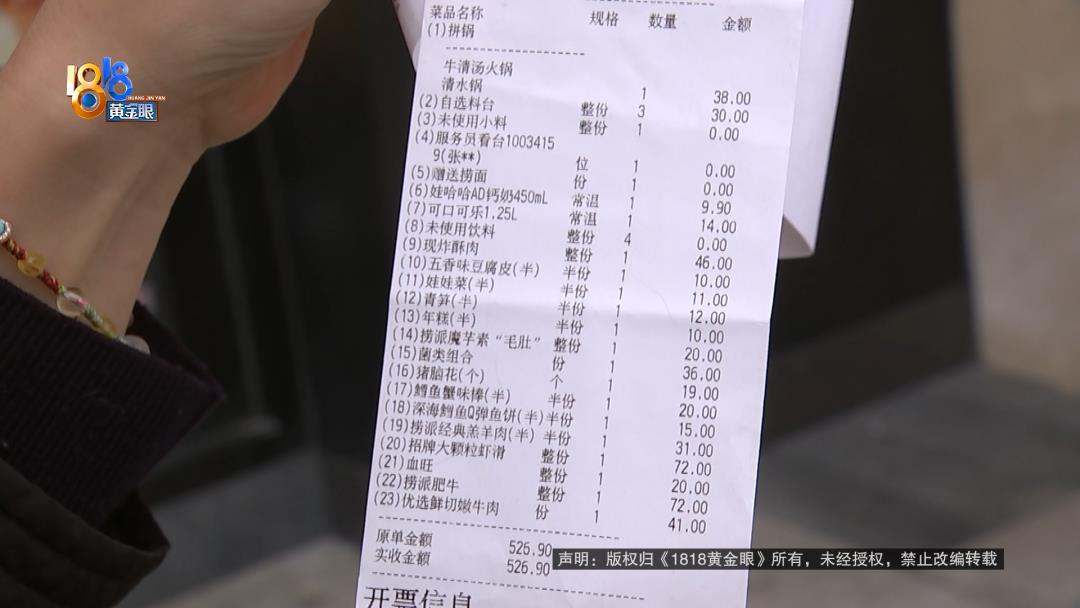 菜品名称 规格 数量 金额
(1)拼锅
牛清汤火锅
清水锅 1 38.00
(2)自选料台 整份 3 30.00
(3)未使用小料 整份 1 0.00
(4)服务员看台1003415
9(张**) 位 1 0.00
(5)赠送捞面 份 1 0.00
(6)娃哈哈AD钙奶450mL 常温 1 9.90
(7)可口可乐1.25L 常温 1 14.00
(8)未使用饮料 整份 4 0.00
(9)现炸酥肉 整份 1 46.00
(10)五香味豆腐皮(半) 半份 1 10.00
(11)娃娃菜(半) 半份 1 11.00
(12)青笋(半) 半份 1 12.00
(13)年糕(半) 半份 1 10.00
(14)捞派魔芋素“毛肚” 整份 1 20.00
(15)菌类组合 份 1 36.00
(16)猪脑花(个) 个 1 19.00
(17)鳕鱼蟹味棒(半) 半份 1 20.00
(18)深海鳕鱼Q弹鱼饼(半) 半份 1 15.00
(19)捞派经典羔羊肉(半) 半份 1 31.00
(20)招牌大颗粒虾滑 整份 1 72.00
(21)血旺 整份 1 20.00
(22)捞派肥牛 整份 1 72.00
(23)优选鲜切嫩牛肉 份 1 41.00
原单金额 526.90
实收金额 526.90
开票信息
1818
HUANG JIN YAN
黄金眼
声明：版权归《1818黄金眼》所有，未经授权，禁止改编转载